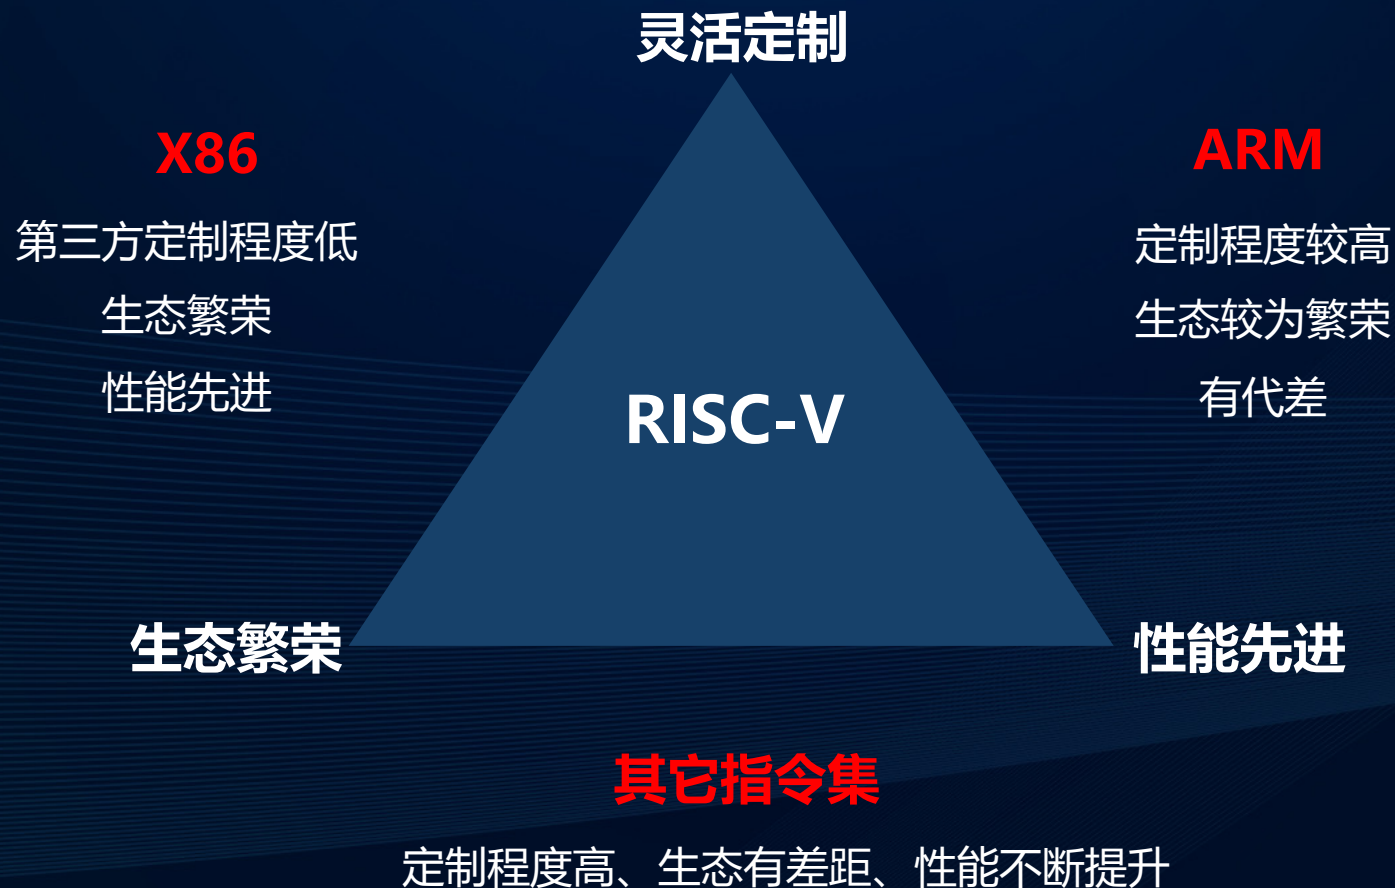 灵活定制
X86
第三方定制程度低
生态繁荣
性能先进
ARM
定制程度较高
生态较为繁荣
有代差
RISC-V
生态繁荣
性能先进
其它指令集
定制程度高、生态有差距、性能不断提升